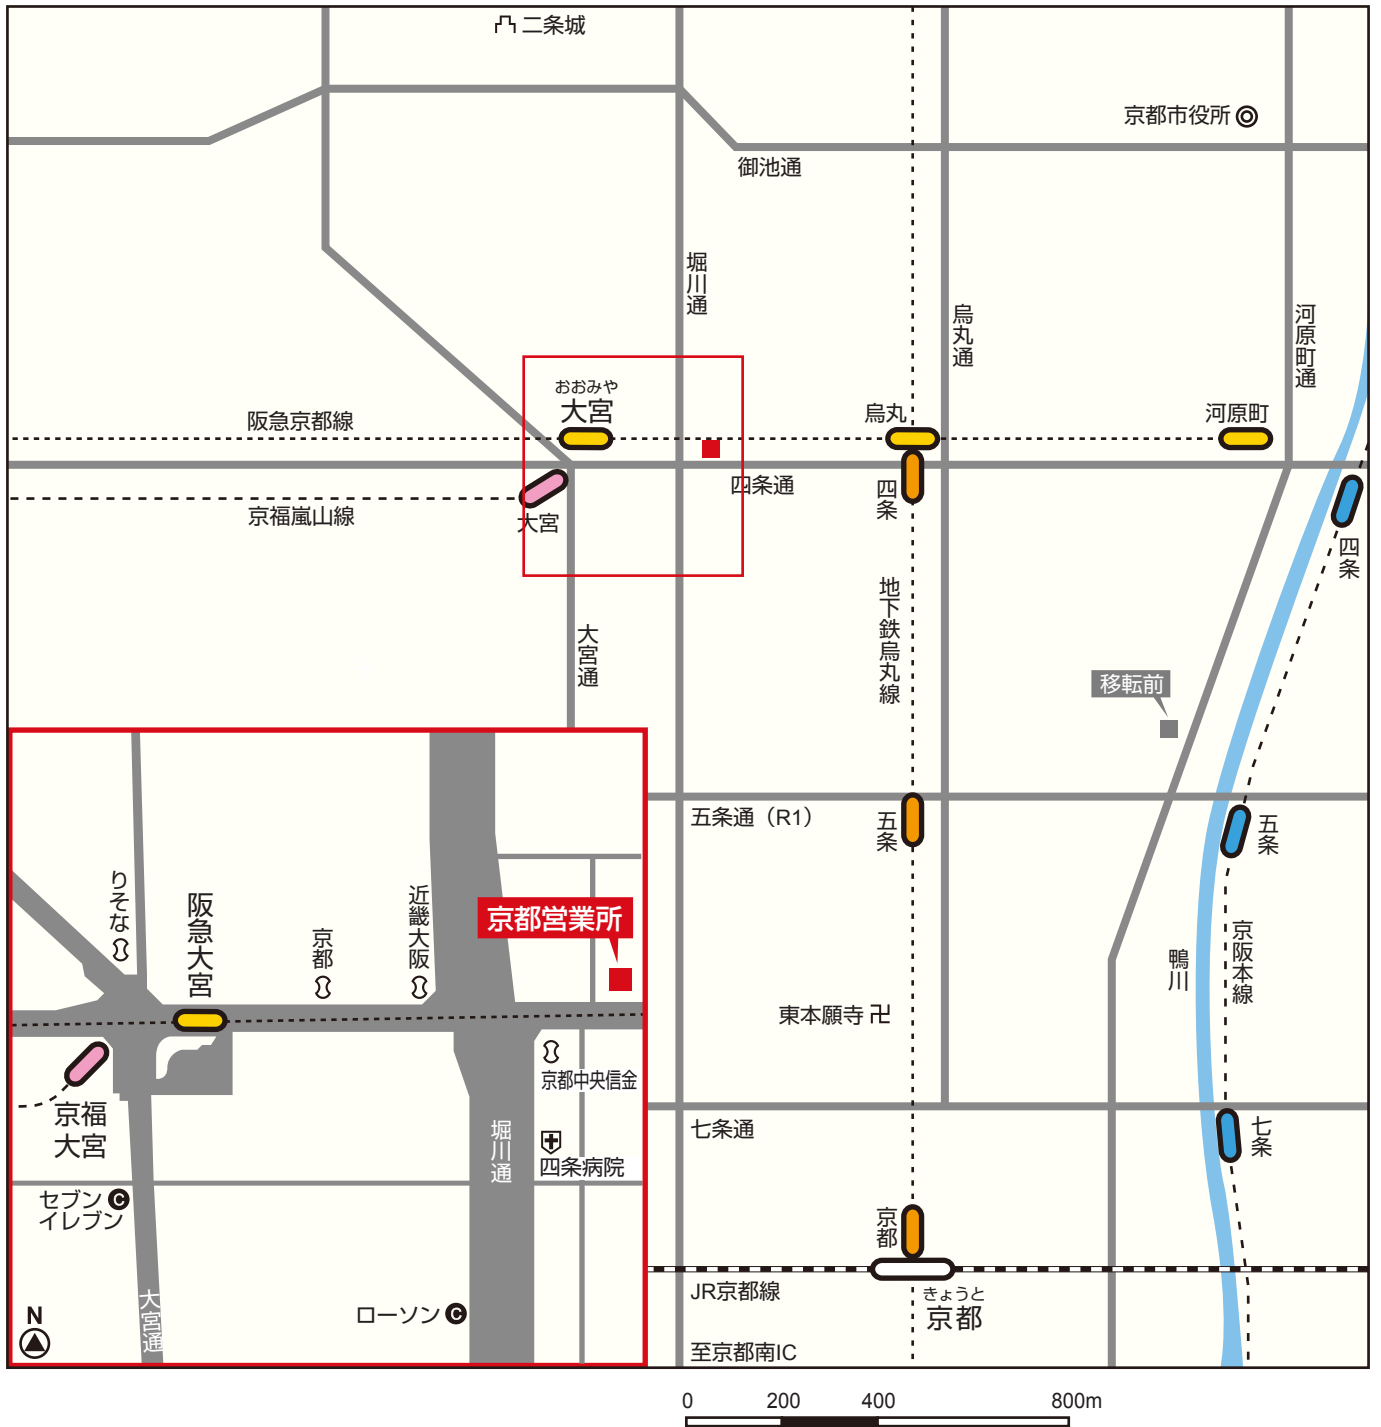 二条城
京都市役所
御池通
堀川通
烏丸通
河原町通
おおみや
大宮
阪急京都線
烏丸
河原町
四条通
四条
京福嵐山線
大宮
四条
地下鉄烏丸線
大宮通
移転前
五条通（R1）
五条
五条
鴨川
京阪本線
東本願寺
七条通
七条
京都
JR京都線
きょうと
京都
至京都南IC
りそな
阪急大宮
京都
近畿大阪
京都営業所
京福
大宮
京都中央信金
堀川通
四条病院
セブン
イレブン
大宮通
ローソン
N
0 200 400 800m